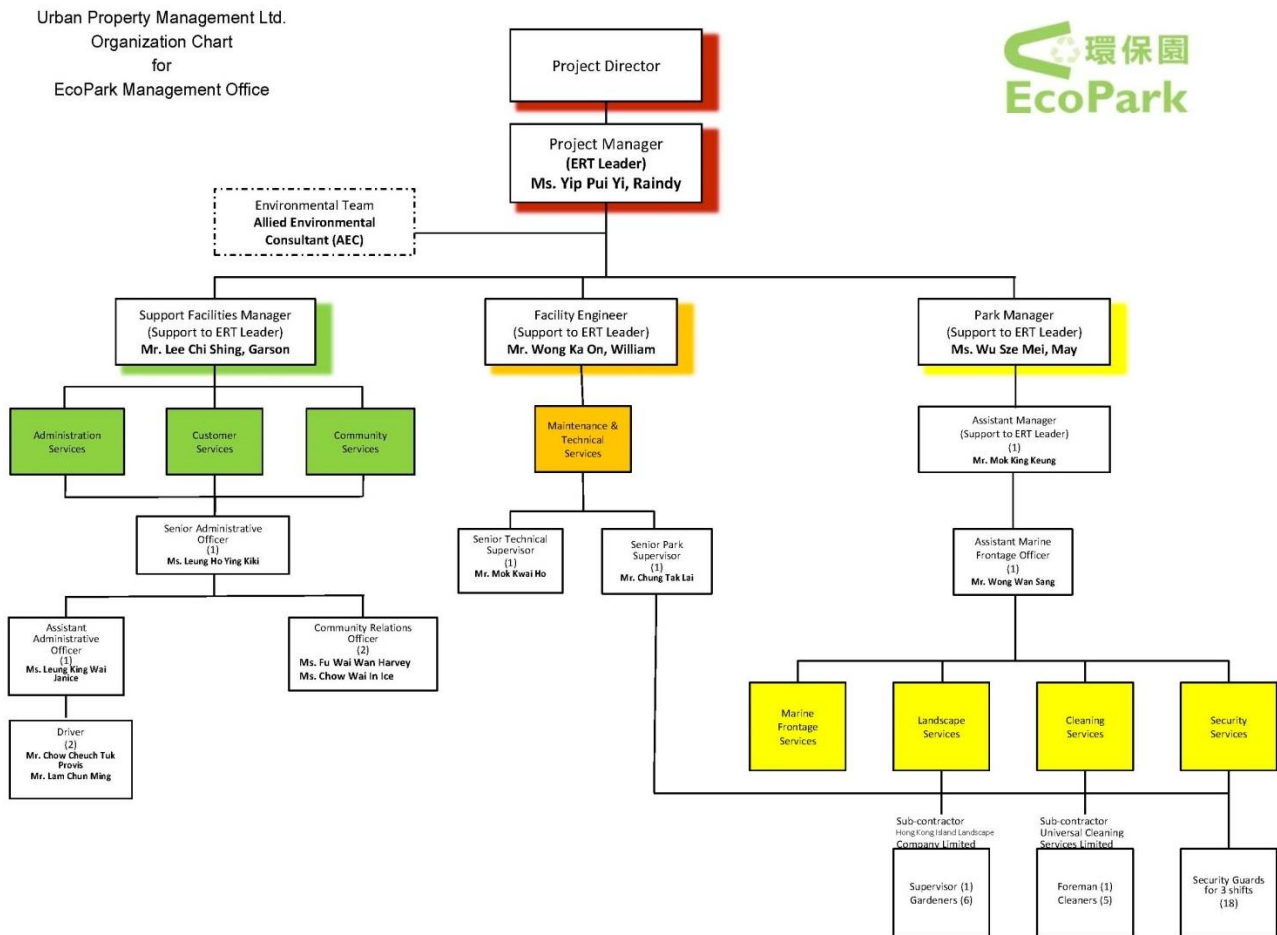 Urban Property Management Ltd.
Organization Chart
for
EcoPark Management Office
環保園
EcoPark
Project Director
Project Manager
(ERT Leader)
Ms. Yip Pui Yi, Raindy
Environmental Team
Allied Environmental
Consultant (AEC)
Support Facilities Manager
(Support to ERT Leader)
Mr. Lee Chi Shing, Garson
Facility Engineer
(Support to ERT Leader)
Mr. Wong Ka On, William
Park Manager
(Support to ERT Leader)
Ms. Wu Sze Mei, May
Administration
Services
Customer
Services
Community
Services
Maintenance &
Technical
Services
Assistant Manager
(Support to ERT Leader)
(1)
Mr. Mok King Keung
Senior Administrative
Officer
(1)
Ms. Leung Ho Ying Kiki
Senior Technical
Supervisor
(1)
Mr. Mok Kwai Ho
Senior Park
Supervisor
(1)
Mr. Chung Tak Lai
Assistant Marine
Frontage Officer
(1)
Mr. Wong Wan Sang
Assistant
Administrative
Officer
(1)
Ms. Leung King Wai
Janice
Community Relations
Officer
(2)
Ms. Fu Wai Wan Harvey
Ms. Chow Wai In Ice
Driver
(2)
Mr. Chow Cheuch Tuk
Provis
Mr. Lam Chun Ming
Marine
Frontage
Services
Landscape
Services
Cleaning
Services
Security
Services
Sub-contractor
Hong Kong Island Landscape
Company Limited
Sub-contractor
Universal Cleaning
Services Limited
Supervisor (1)
Gardeners (6)
Foreman (1)
Cleaners (5)
Security Guards
for 3 shifts
(18)